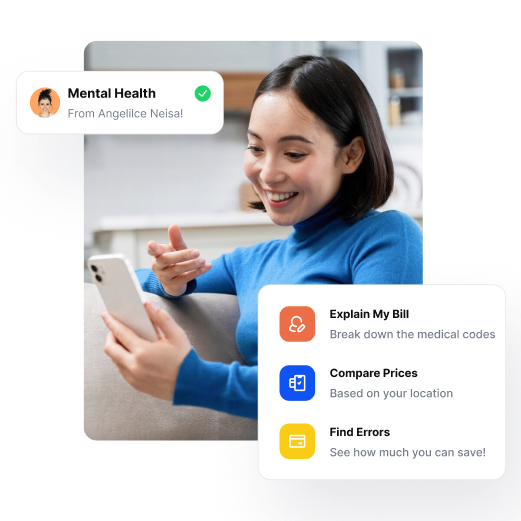 Mental Health
From Angelilce Neisa!
Explain My Bill
Break down the medical codes
Compare Prices
Based on your location
Find Errors
See how much you can save!